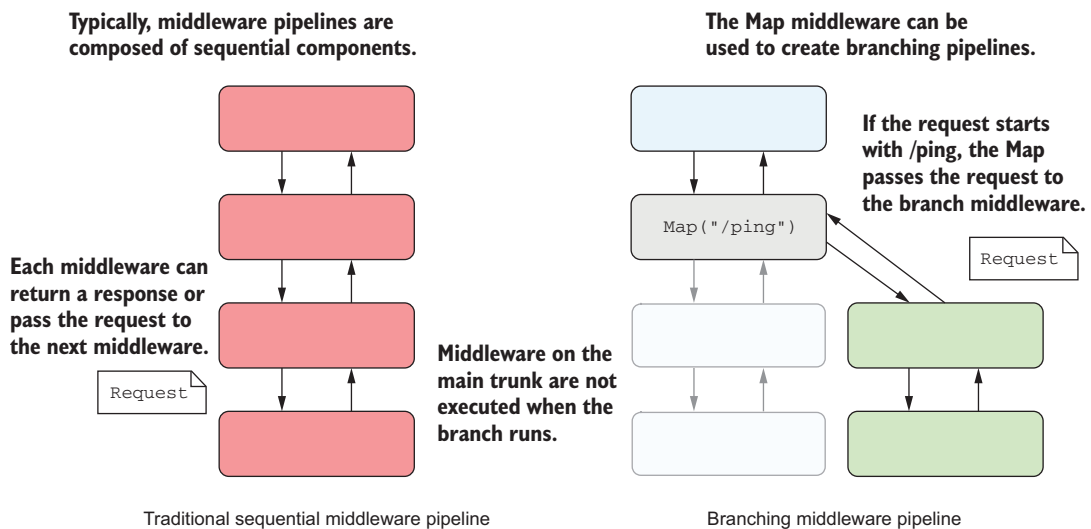 Typically, middleware pipelines are
composed of sequential components.
Each middleware can
return a response or
pass the request to
the next middleware.
Request
Traditional sequential middleware pipeline
The Map middleware can be
used to create branching pipelines.
Map("/ping")
If the request starts
with /ping, the Map
passes the request to
the branch middleware.
Request
Middleware on the
main trunk are not
executed when the
branch runs.
Branching middleware pipeline